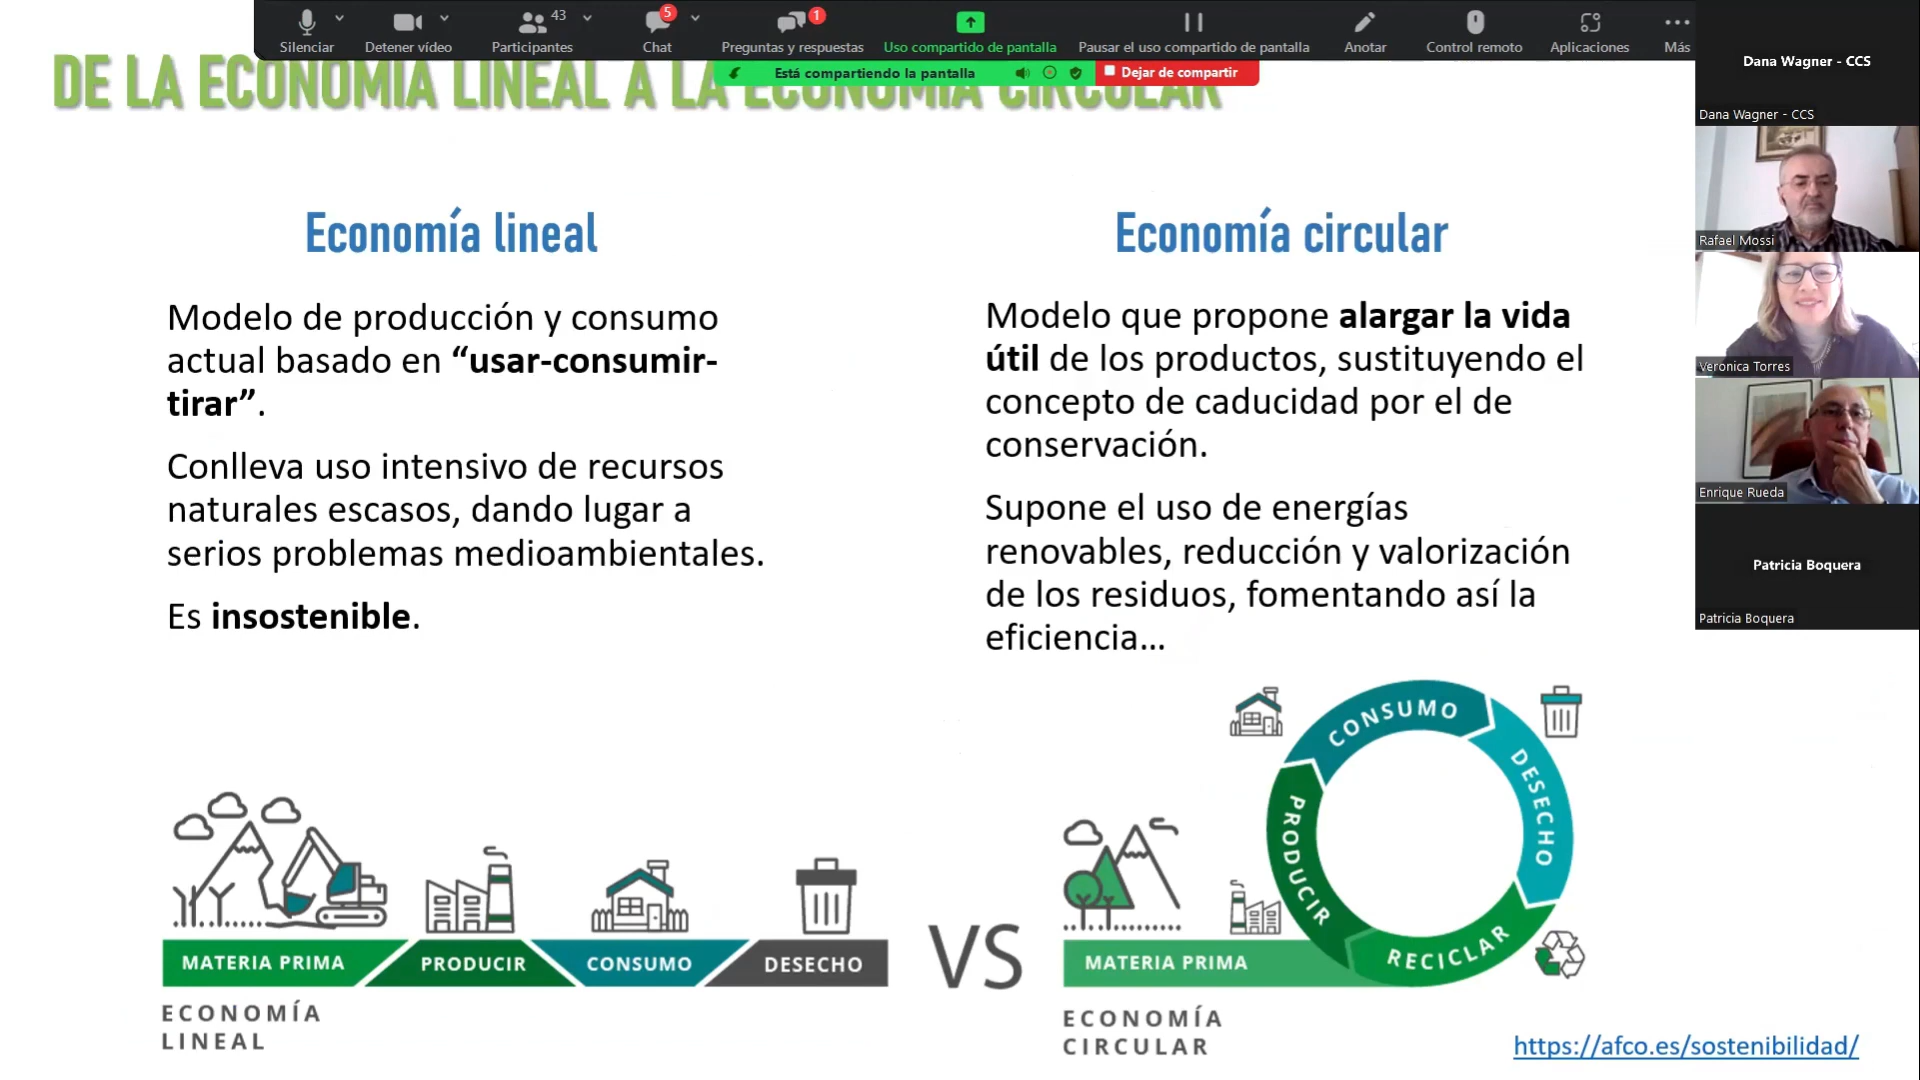 Silenciar
Detener vídeo
43
Participantes
5
Chat
1
Preguntas y respuestas
Uso compartido de pantalla
Pausar el uso compartido de pantalla
Anotar
Control remoto
Aplicaciones
Más
Está compartiendo la pantalla
Dejar de compartir
DE LA ECONOMÍA LINEAL A LA ECONOMÍA CIRCULAR
Dana Wagner - CCS
Dana Wagner - CCS
Rafael Mossi
Veronica Torres
Enrique Rueda
Patricia Boquera
Patricia Boquera
Economía lineal
Modelo de producción y consumo
actual basado en “usar-consumir-
tirar”.
Conlleva uso intensivo de recursos
naturales escasos, dando lugar a
serios problemas medioambientales.
Es insostenible.
Economía circular
Modelo que propone alargar la vida
útil de los productos, sustituyendo el
concepto de caducidad por el de
conservación.
Supone el uso de energías
renovables, reducción y valorización
de los residuos, fomentando así la
eficiencia...
MATERIA PRIMA
PRODUCIR
CONSUMO
DESECHO
ECONOMÍA
LINEAL
VS
MATERIA PRIMA
PRODUCIR
CONSUMO
DESECHO
RECICLAR
ECONOMÍA
CIRCULAR
https://afco.es/sostenibilidad/